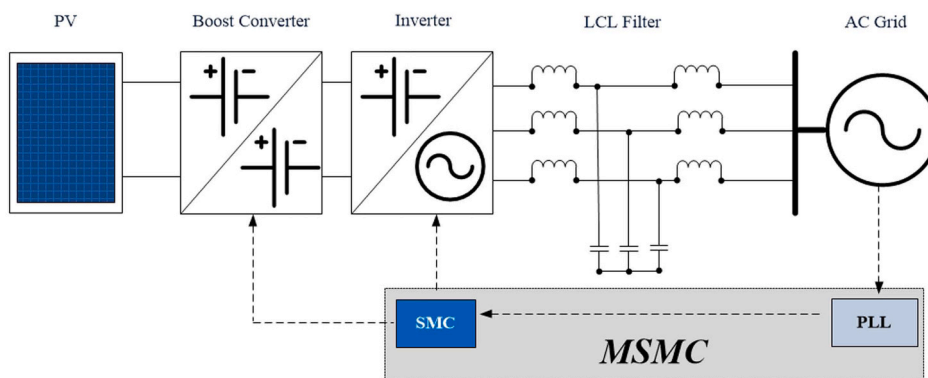 PV
Boost Converter
Inverter
LCL Filter
AC Grid
+ -
+ -
+ -
SMC
PLL
MSMC